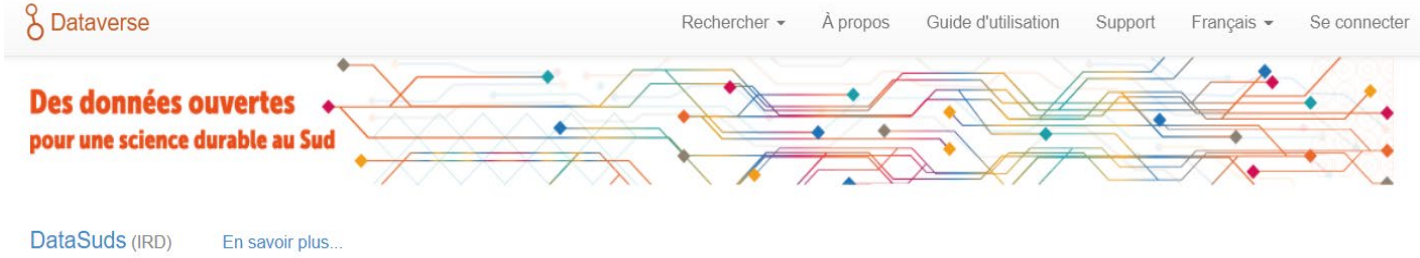 Dataverse Rechercher À propos Guide d'utilisation Support Français Se connecter
Des données ouvertes
pour une science durable au Sud
DataSuds (IRD) En savoir plus...